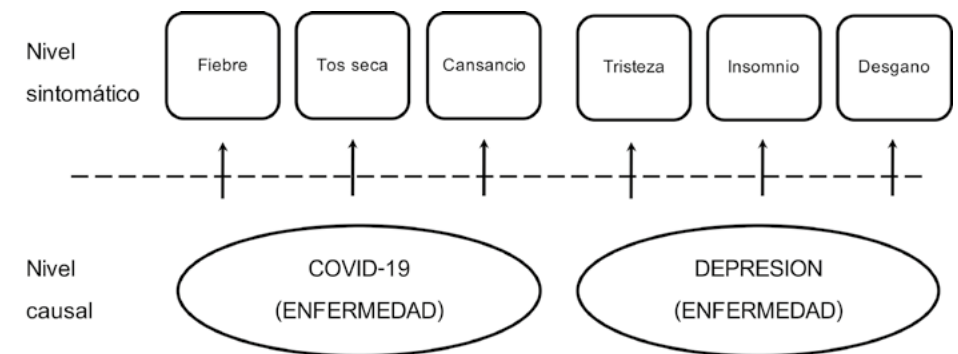 Nivel
sintomático
Fiebre
Tos seca
Cansancio
Tristeza
Insomnio
Desgano
Nivel
causal
COVID-19
(ENFERMEDAD)
DEPRESION
(ENFERMEDAD)